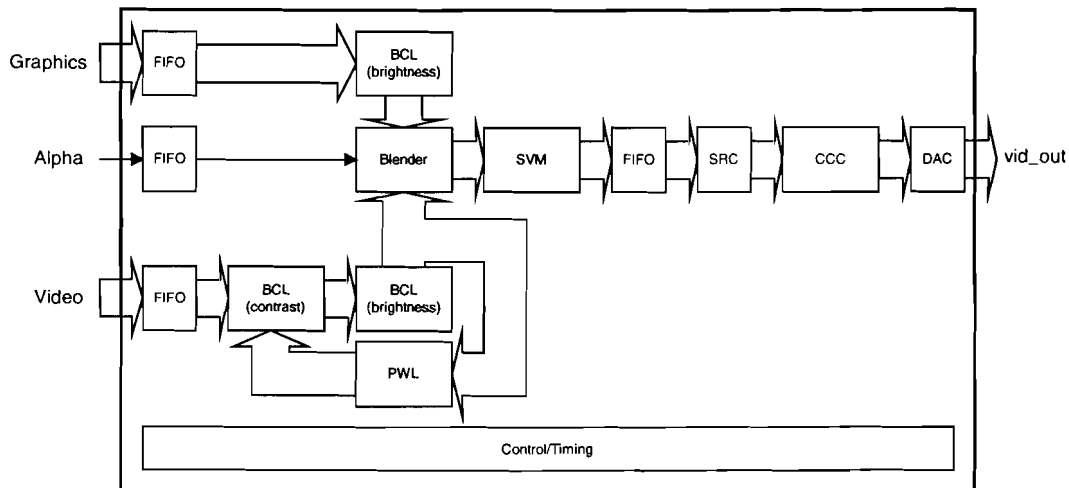 Graphics
FIFO
BCL
(brightness)
Alpha
FIFO
Blender
SVM
FIFO
SRC
CCC
DAC
vid_out
Video
FIFO
BCL
(contrast)
BCL
(brightness)
PWL
Control/Timing